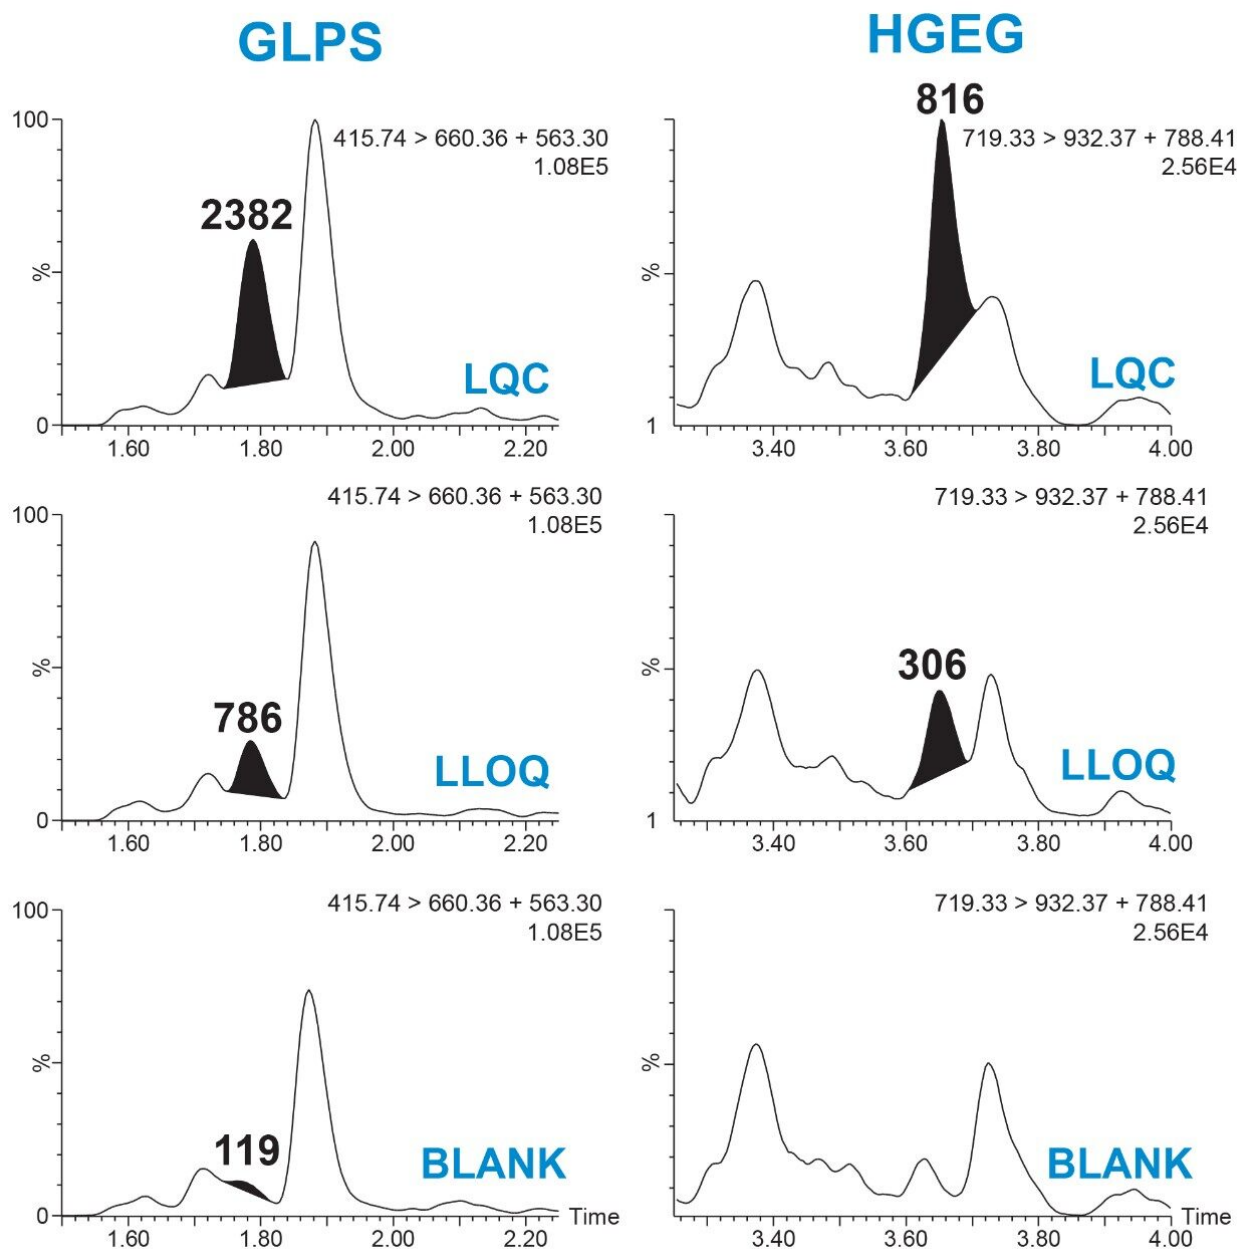 GLPS
HGEG
100
%
0
2382
415.74 > 660.36 + 563.30
1.08E5
LQC
1.60 1.80 2.00 2.20
816
719.33 > 932.37 + 788.41
2.56E4
%
1
LQC
3.40 3.60 3.80 4.00
100
%
0
415.74 > 660.36 + 563.30
1.08E5
786
LLOQ
1.60 1.80 2.00 2.20
719.33 > 932.37 + 788.41
2.56E4
%
1
306
LLOQ
3.40 3.60 3.80 4.00
100
%
0
415.74 > 660.36 + 563.30
1.08E5
119
BLANK
Time
1.60 1.80 2.00 2.20
719.33 > 932.37 + 788.41
2.56E4
%
BLANK
Time
3.40 3.60 3.80 4.00